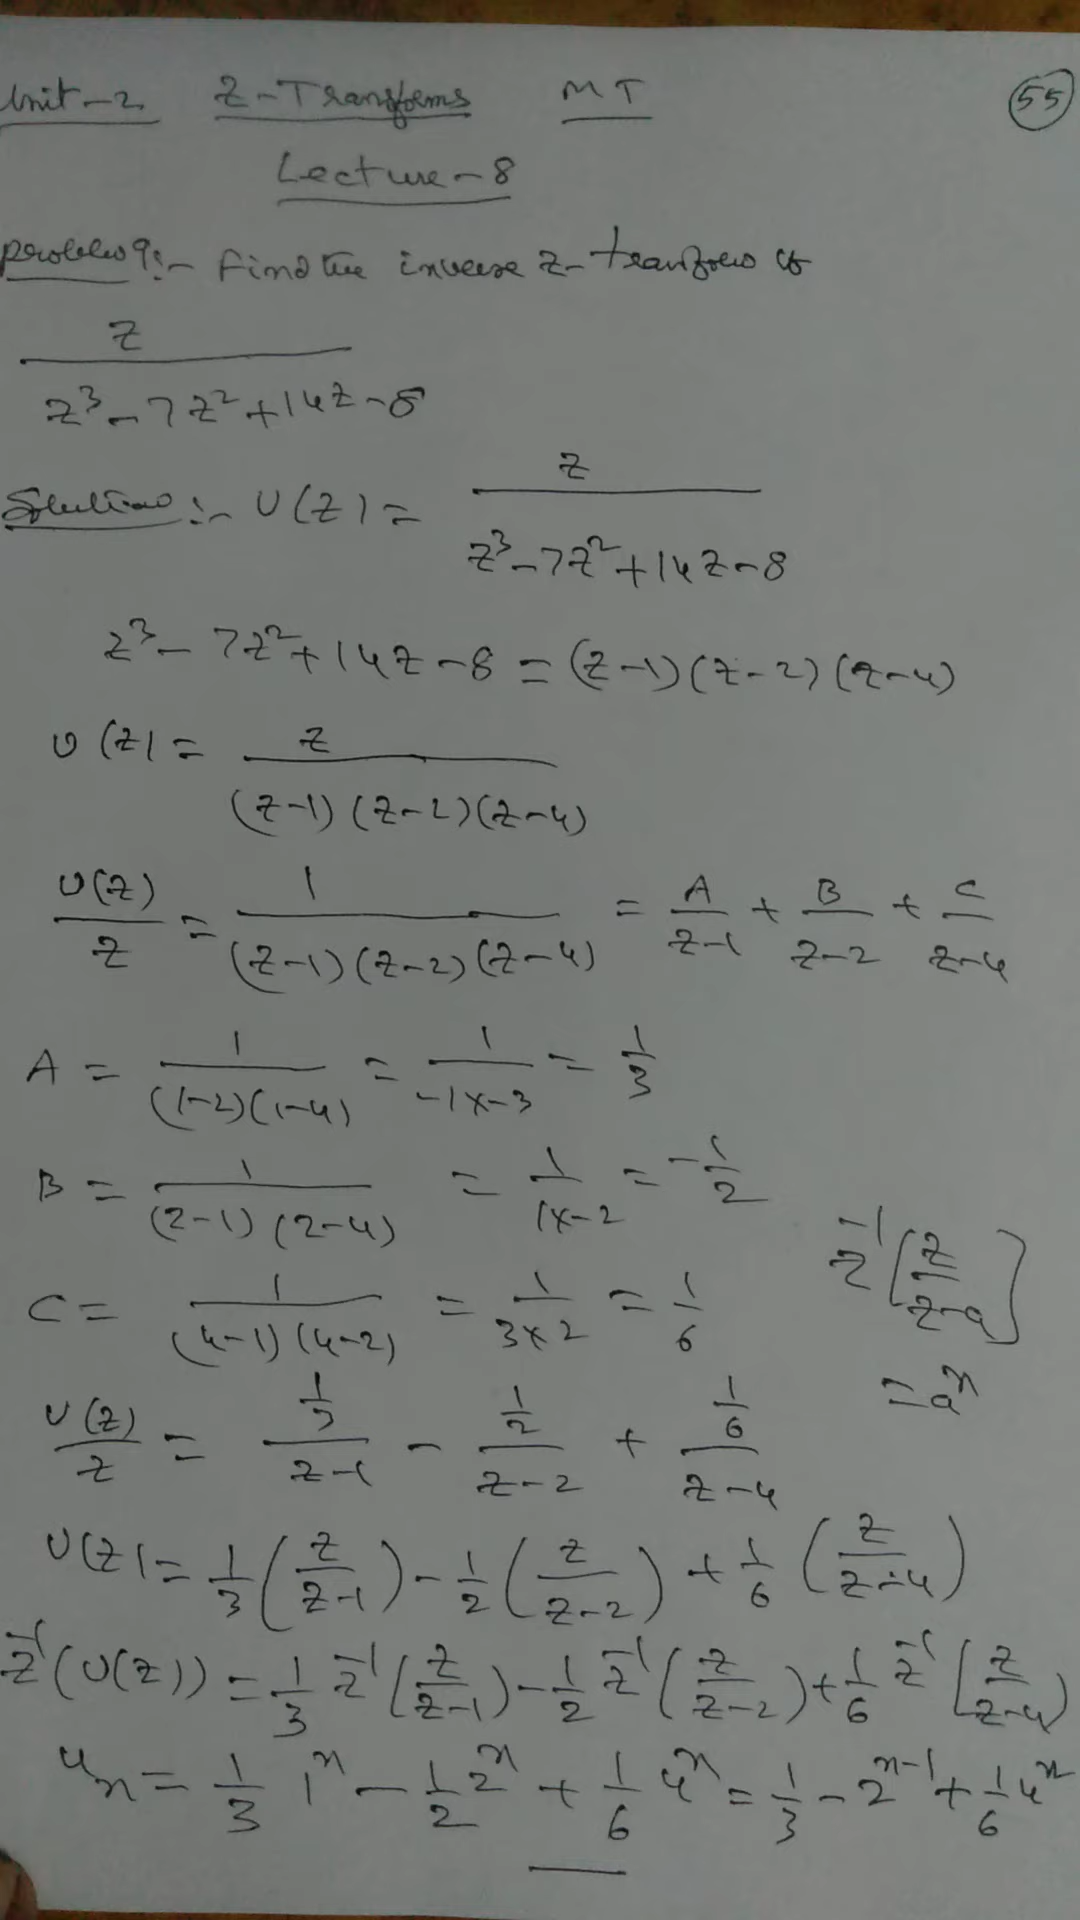 Unit-2 Z-Transforms MT 55
Lecture-8
Problem 9:- Find the inverse z-transform of
z / (z³-7z²+14z-8)
Solution:- U(z) = z / (z³-7z²+14z-8)
z³-7z²+14z-8 = (z-1)(z-2)(z-4)
U(z) = z / ((z-1)(z-2)(z-4))
U(z)/z = 1 / ((z-1)(z-2)(z-4)) = A/(z-1) + B/(z-2) + C/(z-4)
A = 1/((1-2)(1-4)) = 1/(-1×-3) = 1/3
B = 1/((2-1)(2-4)) = 1/(1×-2) = -1/2
z⁻¹[z/(z-a)]
C = 1/((4-1)(4-2)) = 1/(3×2) = 1/6
= aⁿ
U(z)/z = (1/3)/(z-1) - (1/2)/(z-2) + (1/6)/(z-4)
U(z) = 1/3 (z/(z-1)) - 1/2 (z/(z-2)) + 1/6 (z/(z-4))
z⁻¹(U(z)) = 1/3 z⁻¹(z/(z-1)) - 1/2 z⁻¹(z/(z-2)) + 1/6 z⁻¹(z/(z-4))
uₙ = 1/3 1ⁿ - 1/2 2ⁿ + 1/6 4ⁿ = 1/3 - 2ⁿ⁻¹ + 1/6 4ⁿ